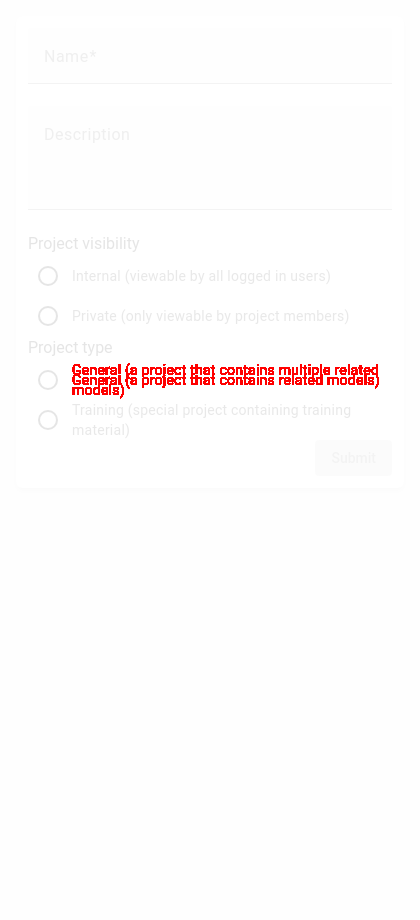 Name*
Description
Project visibility
Internal (viewable by all logged in users)
Private (only viewable by project members)
Project type
General (a project that contains multiple related
General (a project that contains related models)
models)
Training (special project containing training
material)
Submit